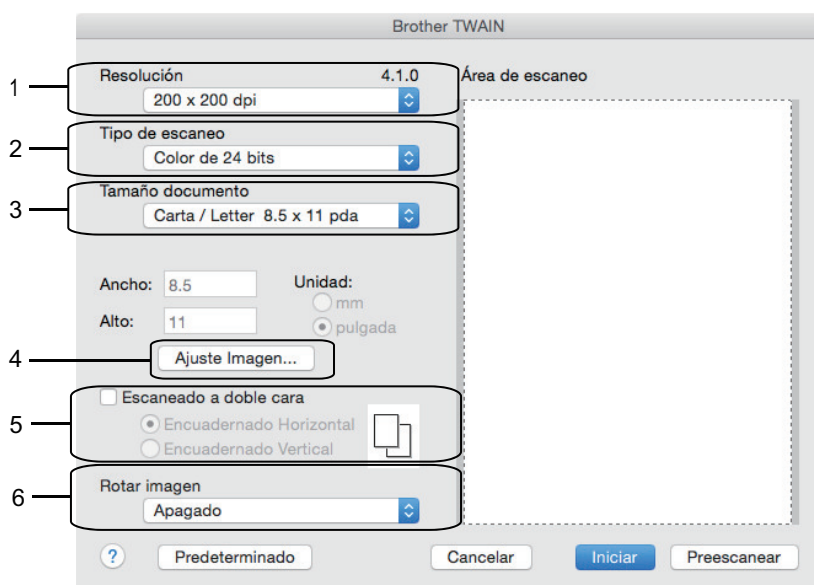 Brother TWAIN
1
Resolución 4.1.0
200 x 200 dpi
2
Tipo de escaneo
Color de 24 bits
3
Tamaño documento
Carta / Letter 8.5 x 11 pda
Ancho: 8.5
Alto: 11
Unidad:
mm
pulgada
4
Ajuste Imagen...
5
Escaneado a doble cara
Encuadernado Horizontal
Encuadernado Vertical
6
Rotar imagen
Apagado
Área de escaneo
? Predeterminado Cancelar Iniciar Preescanear